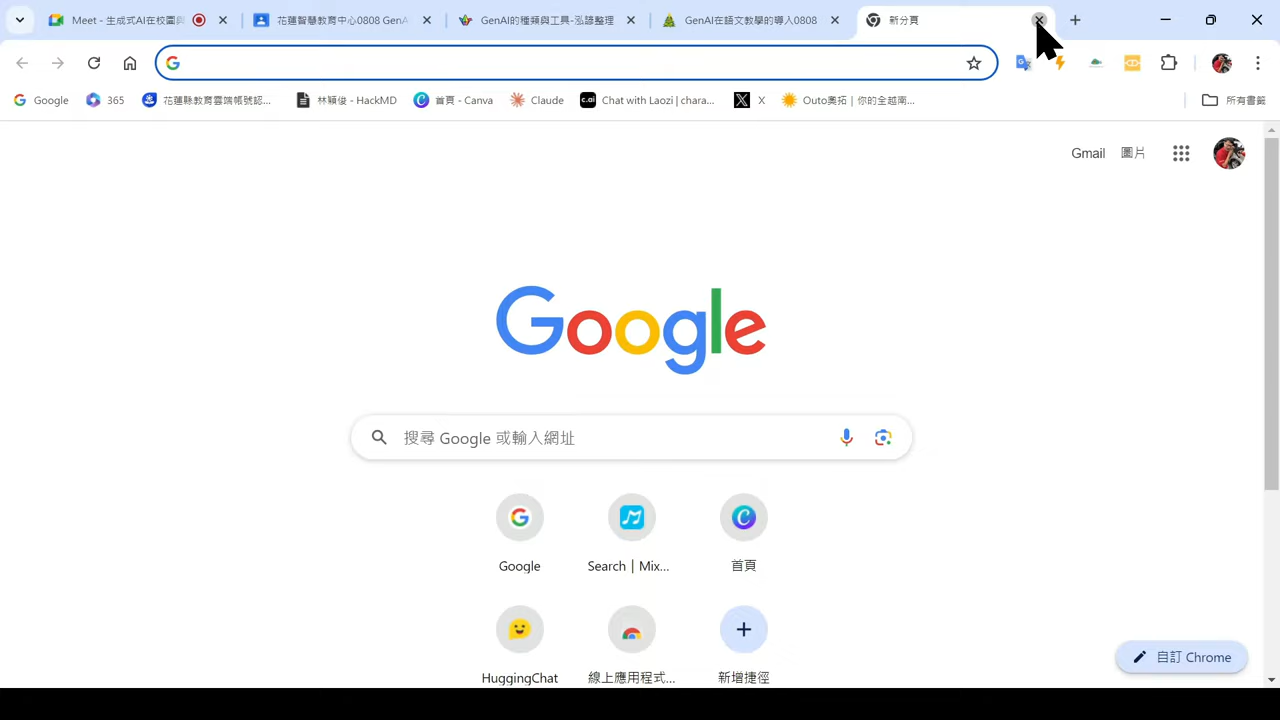 Meet - 生成式AI在校園與
花蓮智慧教育中心0808 GenA
GenAI的種類與工具-泓諺整理
GenAI在語文教學的導入0808
新分頁
Google
365
花蓮縣教育雲端帳號認...
林穎俊 - HackMD
首頁 - Canva
Claude
c.ai
Chat with Laozi | chara...
X
Outo奧拓 | 你的全越南...
所有書籤
Gmail
圖片
Google
搜尋 Google 或輸入網址
Google
Search | Mix...
首頁
HuggingChat
線上應用程式...
新增捷徑
自訂 Chrome